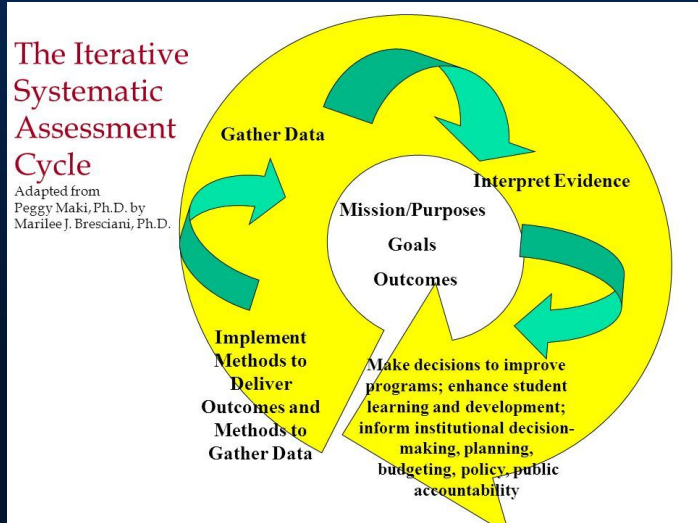 The Iterative
Systematic
Assessment
Cycle
Adapted from
Peggy Maki, Ph.D. by
Marilee J. Bresciani, Ph.D.
Gather Data
Interpret Evidence
Mission/Purposes
Goals
Outcomes
Implement
Methods to
Deliver
Outcomes and
Methods to
Gather Data
Make decisions to improve
programs; enhance student
learning and development;
inform institutional decision-
making, planning,
budgeting, policy, public
accountability